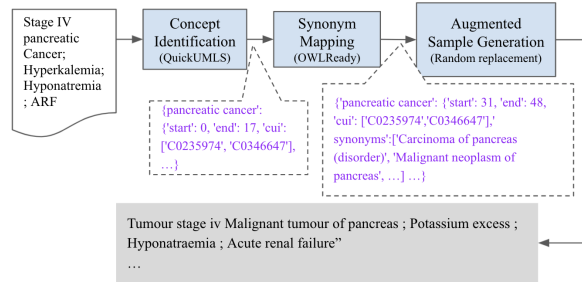 Stage IV
pancreatic
Cancer;
Hyperkalemia;
Hyponatremia
; ARF
Concept
Identification
(QuickUMLS)
Synonym
Mapping
(OWLReady)
Augmented
Sample Generation
(Random replacement)
{pancreatic cancer':
{'start': 0, 'end': 17, 'cui':
['C0235974', 'C0346647'],
…}
{'pancreatic cancer': {'start': 31, 'end': 48,
'cui': ['C0235974','C0346647'],'
synonyms':['Carcinoma of pancreas
(disorder)', 'Malignant neoplasm of
pancreas', …] …}
Tumour stage iv Malignant tumour of pancreas ; Potassium excess ;
Hyponatraemia ; Acute renal failure”
…